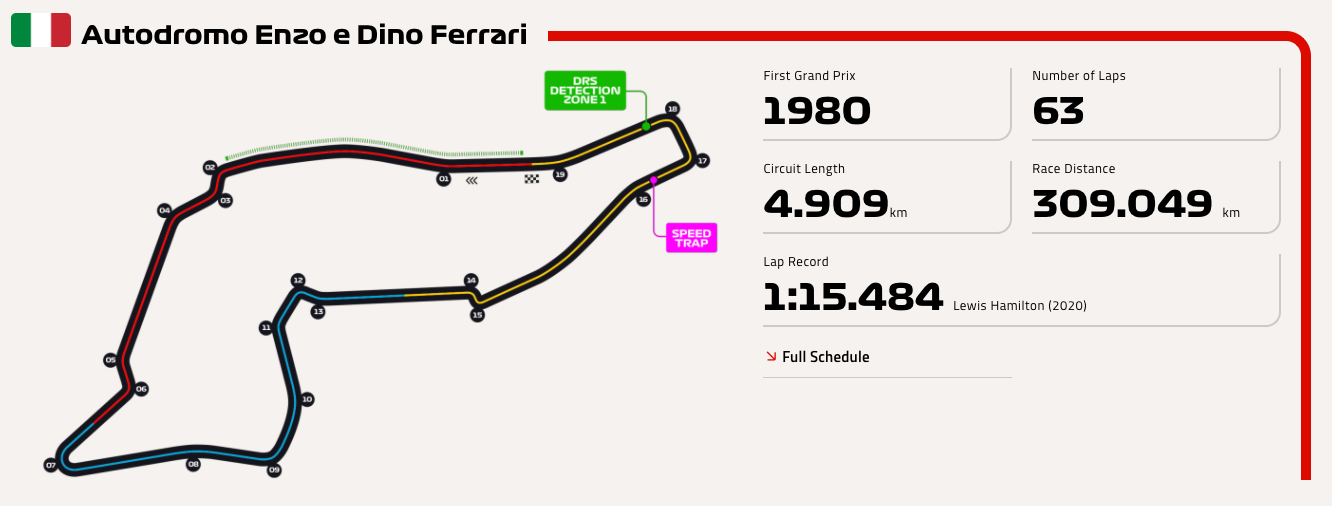 Autodromo Enzo e Dino Ferrari
DRS
DETECTION
ZONE 1
18
17
02
01
19
03
16
04
SPEED
TRAP
12
14
13
15
11
05
06
10
07
08
09
First Grand Prix
1980
Number of Laps
63
Circuit Length
4.909km
Race Distance
309.049 km
Lap Record
1:15.484 Lewis Hamilton (2020)
Full Schedule